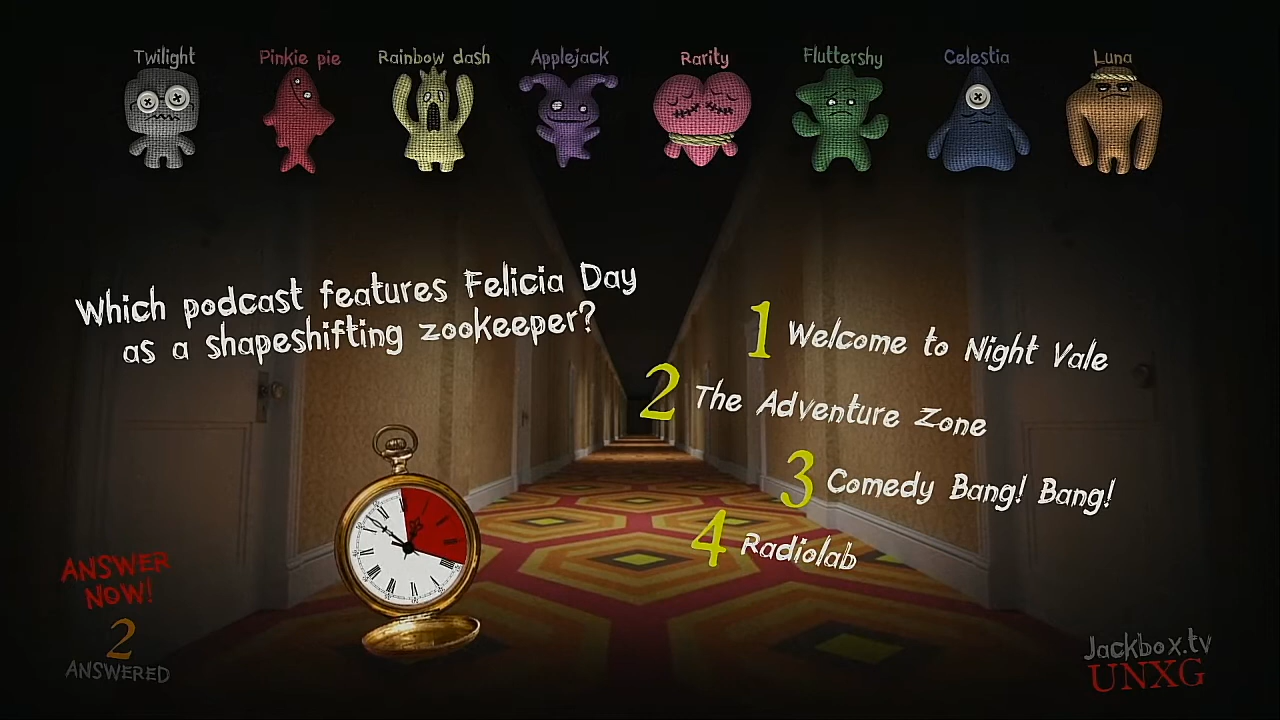 Twilight
Pinkie pie
Rainbow dash
Applejack
Rarity
Fluttershy
Celestia
Luna
Which podcast features Felicia Day
as a shapeshifting zookeeper?
1 Welcome to Night Vale
2 The Adventure Zone
3 Comedy Bang! Bang!
4 Radiolab
ANSWER
NOW!
2
ANSWERED
Jackbox.tv
UNXG